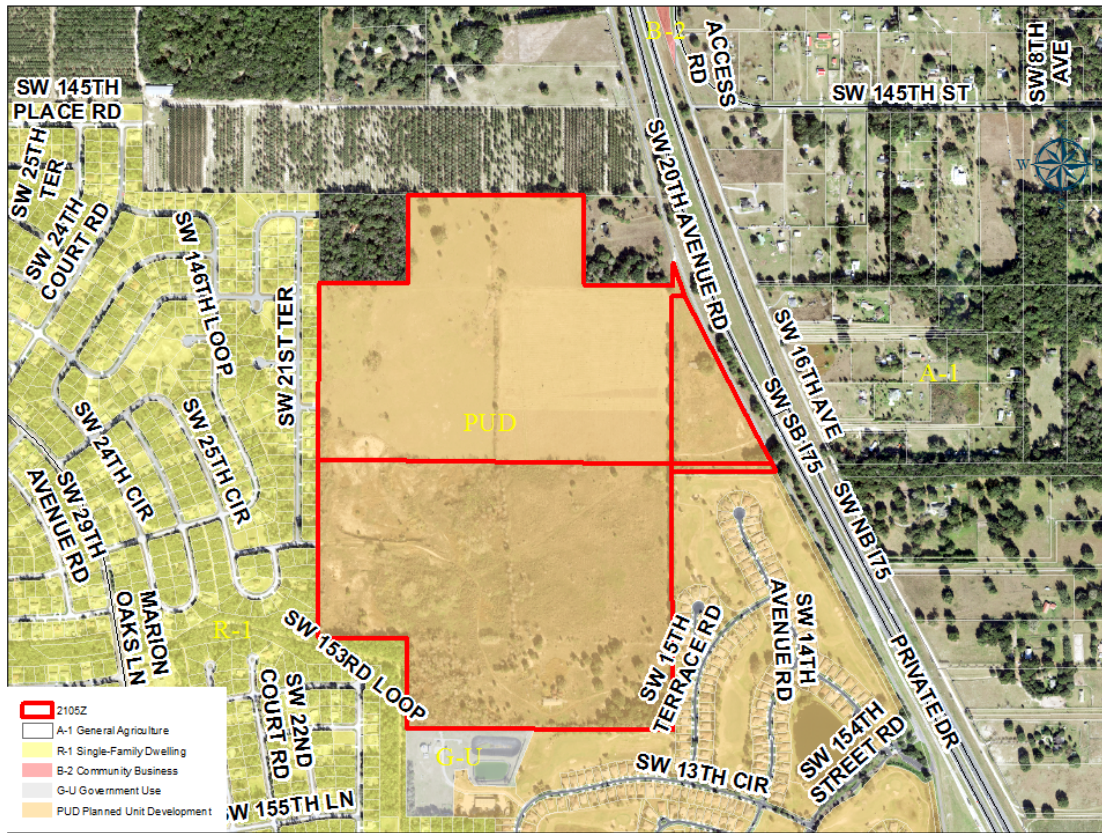 B-2
ACCESS
RD
SW 8TH
AVE
SW 145TH
PLACE RD
SW 145TH ST
SW 25TH
TER
SW 24TH
COURT RD
SW 146TH LOOP
SW 21ST TER
SW 20TH AVENUE RD
W
SW 16TH AVE
A-1
SW SB I75
SW NB I75
PUD
SW 24TH
CIR
SW 25TH CIR
SW 29TH
AVENUE RD
MARION
OAKS LN
R-1
SW 153RD LOOP
SW 22ND
COURT RD
SW 15TH
TERRACE RD
SW 14TH
AVENUE RD
PRIVATE DR
SW 154TH
STREET RD
G-U
SW 13TH CIR
SW 155TH LN
2105Z
A-1 General Agriculture
R-1 Single-Family Dwelling
B-2 Community Business
G-U Government Use
PUD Planned Unit Development